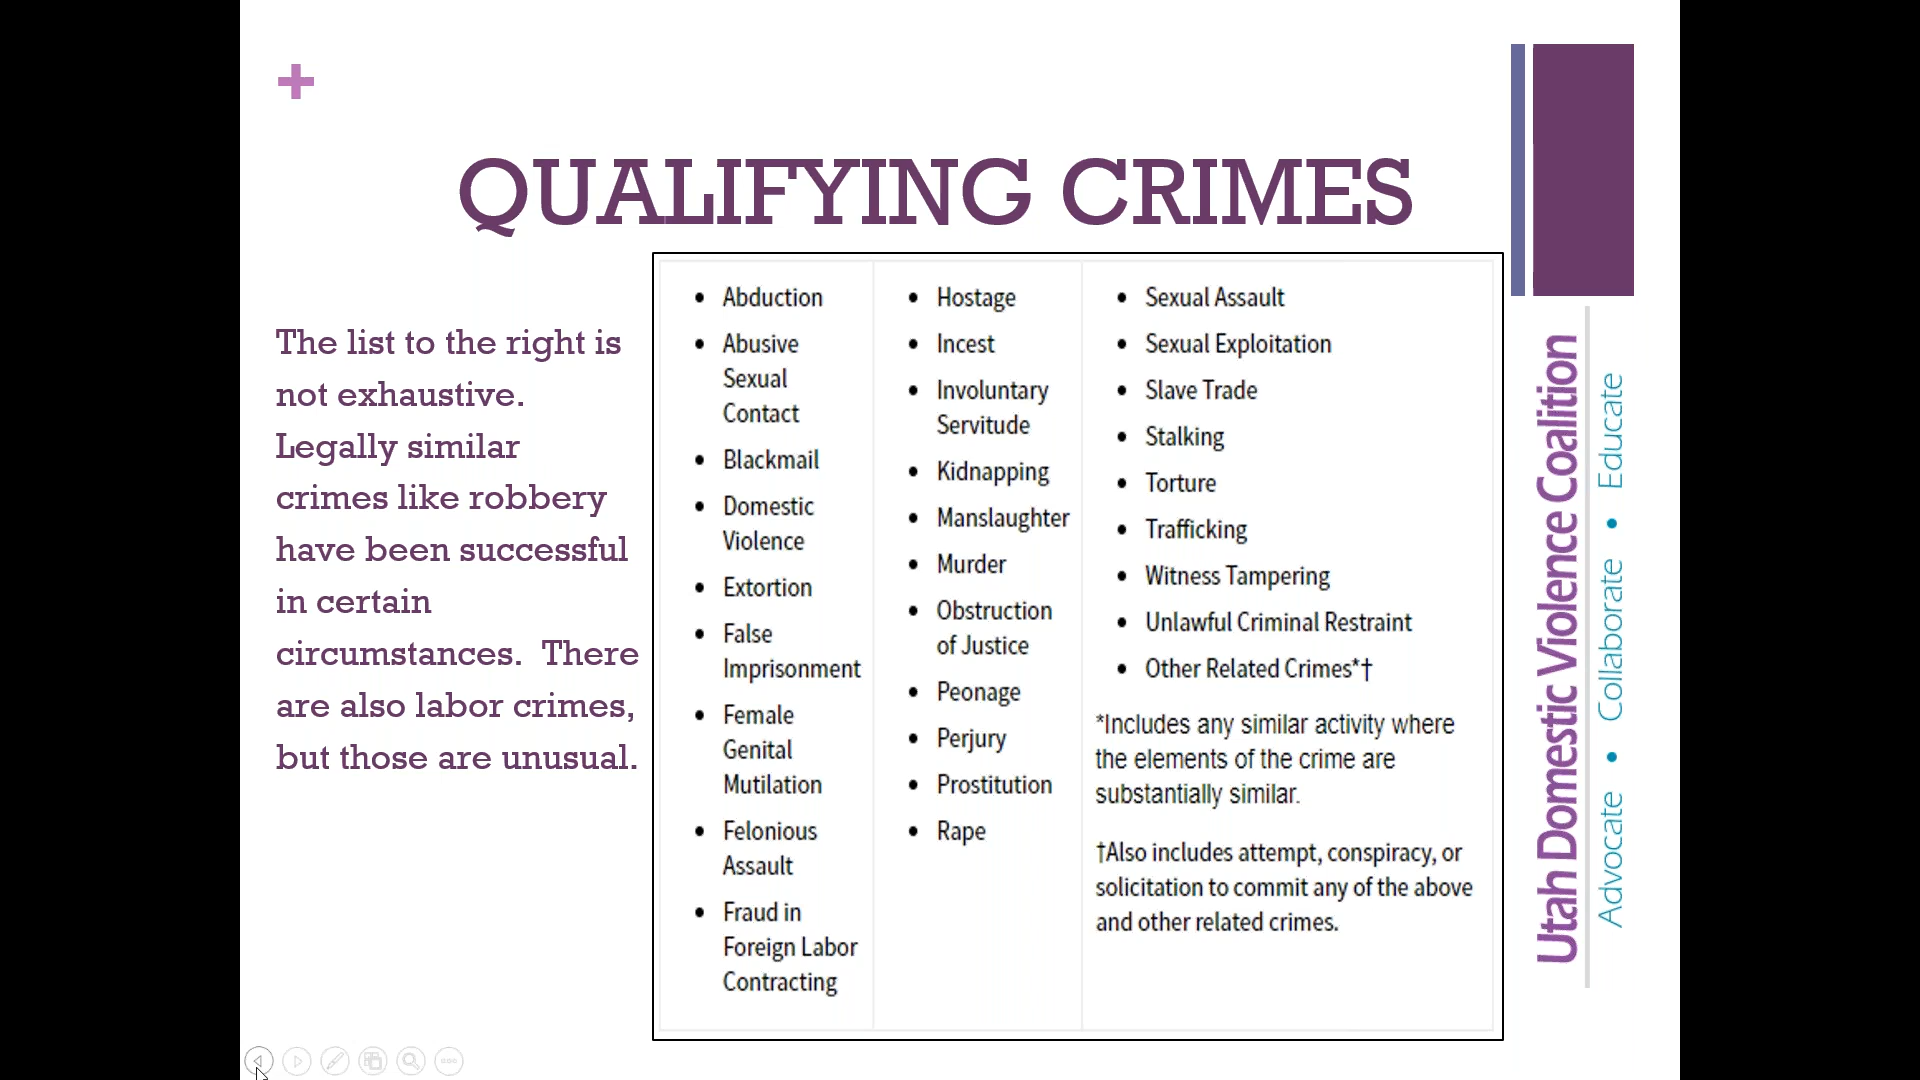 QUALIFYING CRIMES
The list to the right is
not exhaustive.
Legally similar
crimes like robbery
have been successful
in certain
circumstances. There
are also labor crimes,
but those are unusual.
• Abduction
• Abusive
Sexual
Contact
• Blackmail
• Domestic
Violence
• Extortion
• False
Imprisonment
• Female
Genital
Mutilation
• Felonious
Assault
• Fraud in
Foreign Labor
Contracting
• Hostage
• Incest
• Involuntary
Servitude
• Kidnapping
• Manslaughter
• Murder
• Obstruction
of Justice
• Peonage
• Perjury
• Prostitution
• Rape
• Sexual Assault
• Sexual Exploitation
• Slave Trade
• Stalking
• Torture
• Trafficking
• Witness Tampering
• Unlawful Criminal Restraint
• Other Related Crimes*†
*Includes any similar activity where
the elements of the crime are
substantially similar.
†Also includes attempt, conspiracy, or
solicitation to commit any of the above
and other related crimes.
Utah Domestic Violence Coalition
Advocate • Collaborate • Educate